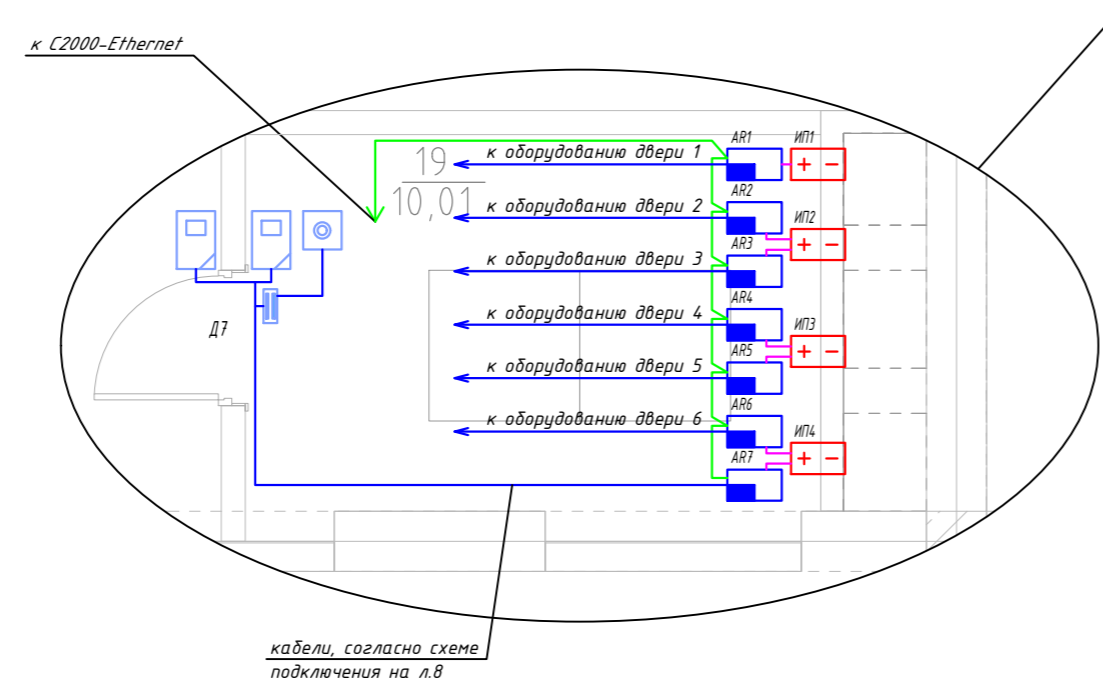 к С2000-Ethernet
19
10,01
к оборудованию двери 1
AR1
ИП1
+ -
к оборудованию двери 2
AR2
ИП2
+ -
к оборудованию двери 3
AR3
к оборудованию двери 4
AR4
ИП3
+ -
Д7
к оборудованию двери 5
AR5
к оборудованию двери 6
AR6
ИП4
+ -
AR7
кабели, согласно схеме
подключения на л.8